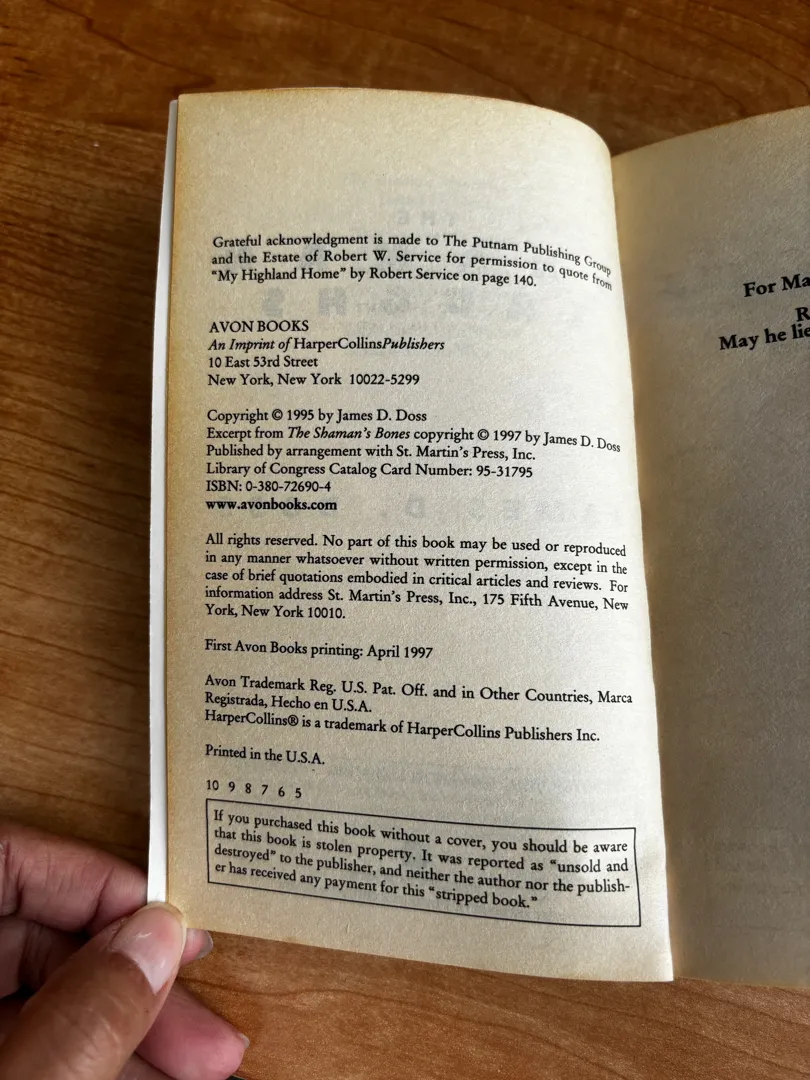 Grateful acknowledgment is made to The Putnam Publishing Group
and the Estate of Robert W. Service for permission to quote from
"My Highland Home" by Robert Service on page 140.
AVON BOOKS
An Imprint of HarperCollinsPublishers
10 East 53rd Street
New York, New York 10022-5299
Copyright © 1995 by James D. Doss
Excerpt from The Shaman's Bones copyright © 1997 by James D. Doss
Published by arrangement with St. Martin's Press, Inc.
Library of Congress Catalog Card Number: 95-31795
ISBN: 0-380-72690-4
www.avonbooks.com
All rights reserved. No part of this book may be used or reproduced
in any manner whatsoever without written permission, except in the
case of brief quotations embodied in critical articles and reviews. For
information address St. Martin's Press, Inc., 175 Fifth Avenue, New
York, New York 10010.
First Avon Books printing: April 1997
Avon Trademark Reg. U.S. Pat. Off. and in Other Countries, Marca
Registrada, Hecho en U.S.A.
HarperCollins® is a trademark of HarperCollins Publishers Inc.
Printed in the U.S.A.
10 9 8 7 6 5
If you purchased this book without a cover, you should be aware
that this book is stolen property. It was reported as "unsold and
destroyed" to the publisher, and neither the author nor the publish-
er has received any payment for this "stripped book."
For Ma
R
May he lie